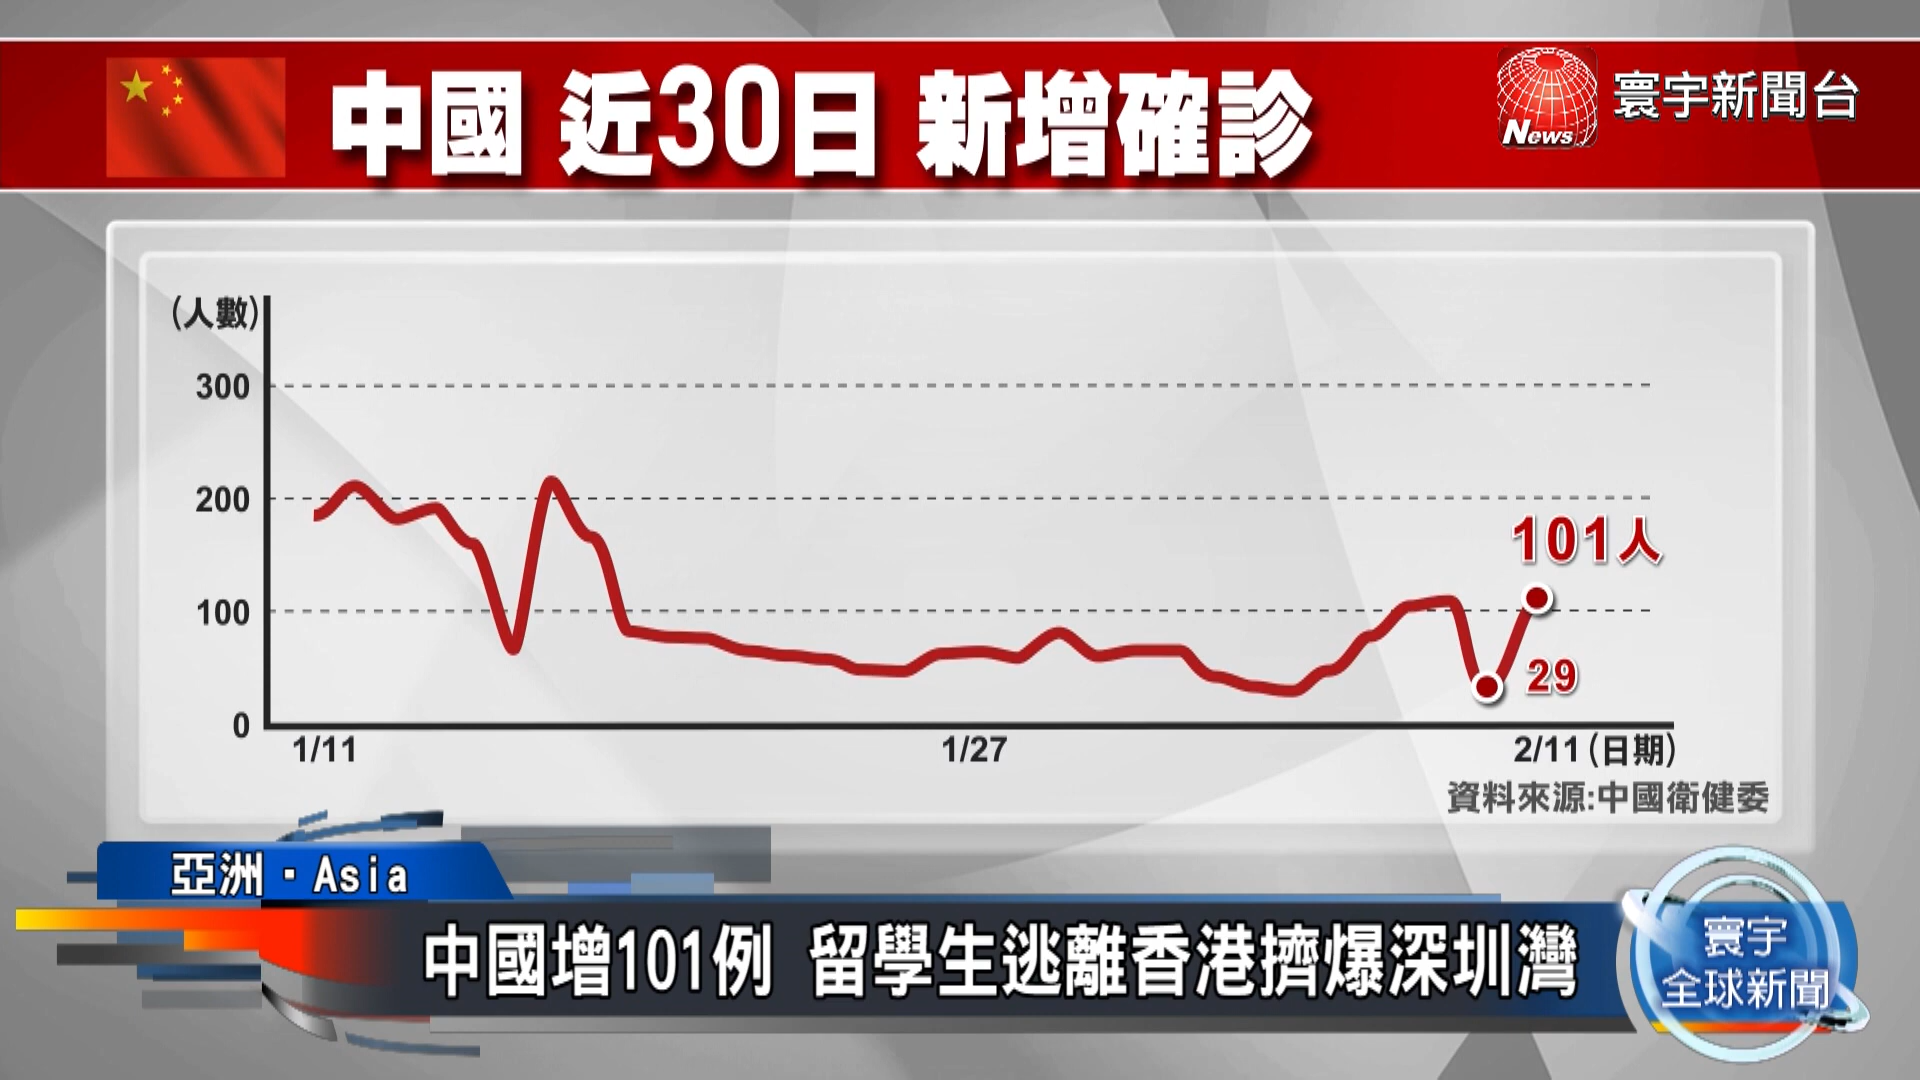 中國 近30日 新增確診
News
寰宇新聞台
(人數)
300
200
100
0
101人
29
1/11
1/27
2/11 (日期)
資料來源:中國衛健委
亞洲·Asia
中國增101例 留學生逃離香港擠爆深圳灣
寰宇
全球新聞